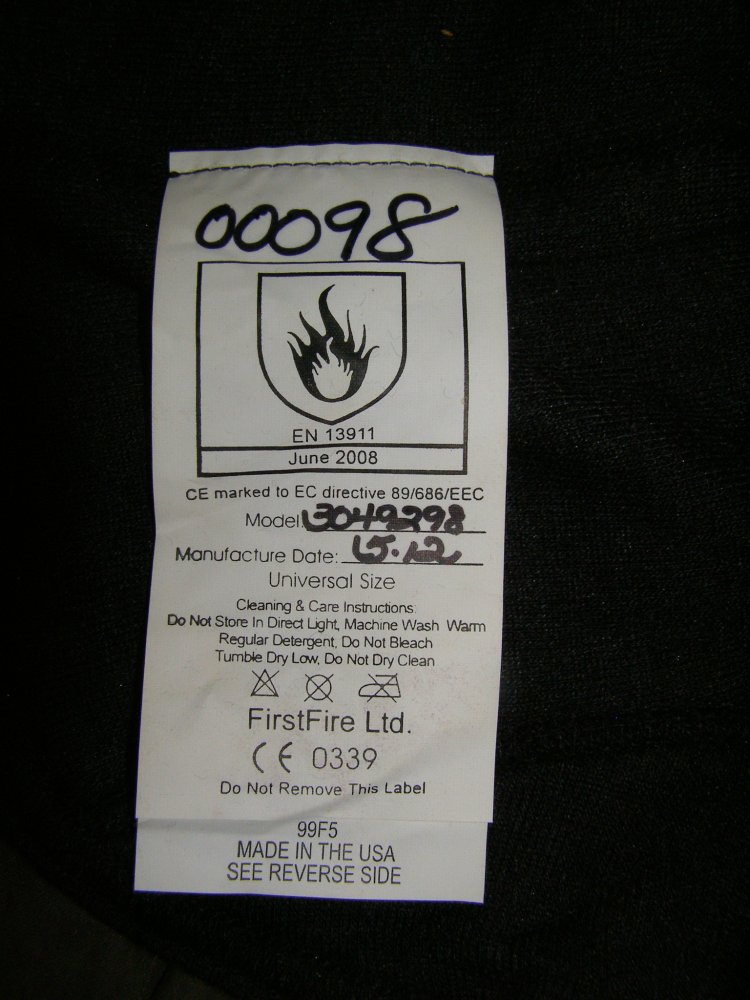 00098
EN 13911
June 2008
CE marked to EC directive 89/686/EEC
Model: 3049298
Manufacture Date: 15.12
Universal Size
Cleaning & Care Instructions:
Do Not Store In Direct Light, Machine Wash Warm
Regular Detergent, Do Not Bleach
Tumble Dry Low, Do Not Dry Clean
FirstFire Ltd.
CE 0339
Do Not Remove This Label
99F5
MADE IN THE USA
SEE REVERSE SIDE